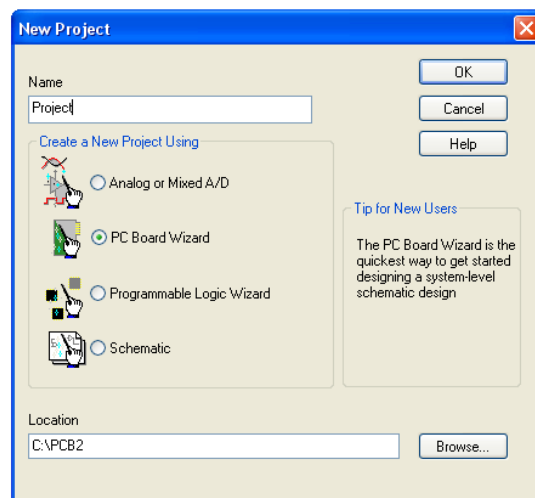 New Project
Name
Project
OK
Cancel
Help
Create a New Project Using
Analog or Mixed A/D
PC Board Wizard
Programmable Logic Wizard
Schematic
Tip for New Users
The PC Board Wizard is the
quickest way to get started
designing a system-level
schematic design
Location
C:\PCB2
Browse...